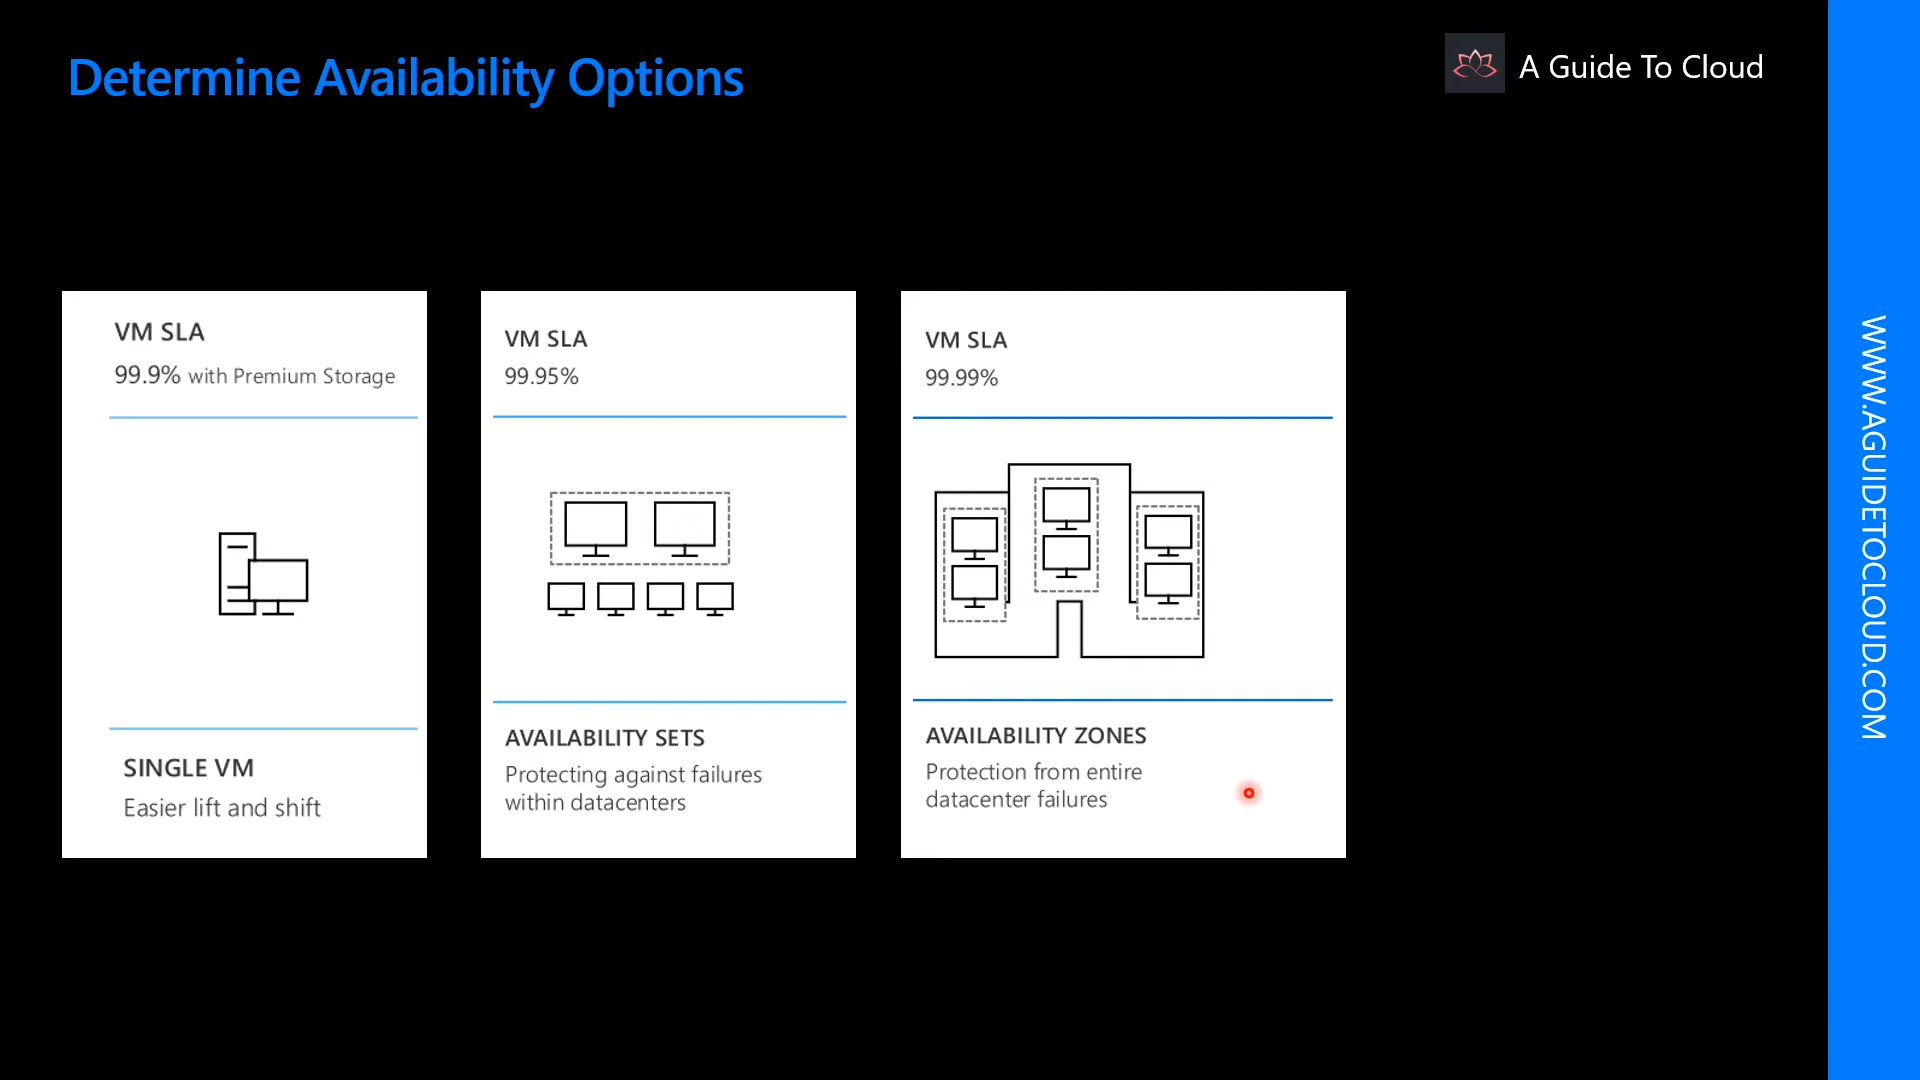 Determine Availability Options
A Guide To Cloud
VM SLA
99.9% with Premium Storage
SINGLE VM
Easier lift and shift
VM SLA
99.95%
AVAILABILITY SETS
Protecting against failures
within datacenters
VM SLA
99.99%
AVAILABILITY ZONES
Protection from entire
datacenter failures
WWW.AGUIDETOCLOUD.COM